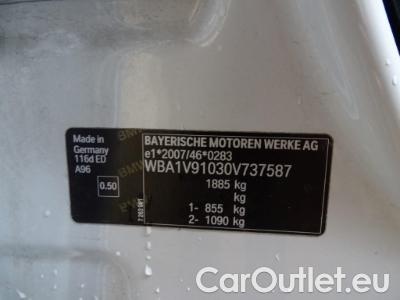 Made in
Germany
116d ED
A96
0.50
BAYERISCHE MOTOREN WERKE AG
e1*2007/46*0283
WBA1V91030V737587
1885 kg
kg
1- 855 kg
2- 1090 kg
CarOutlet.eu